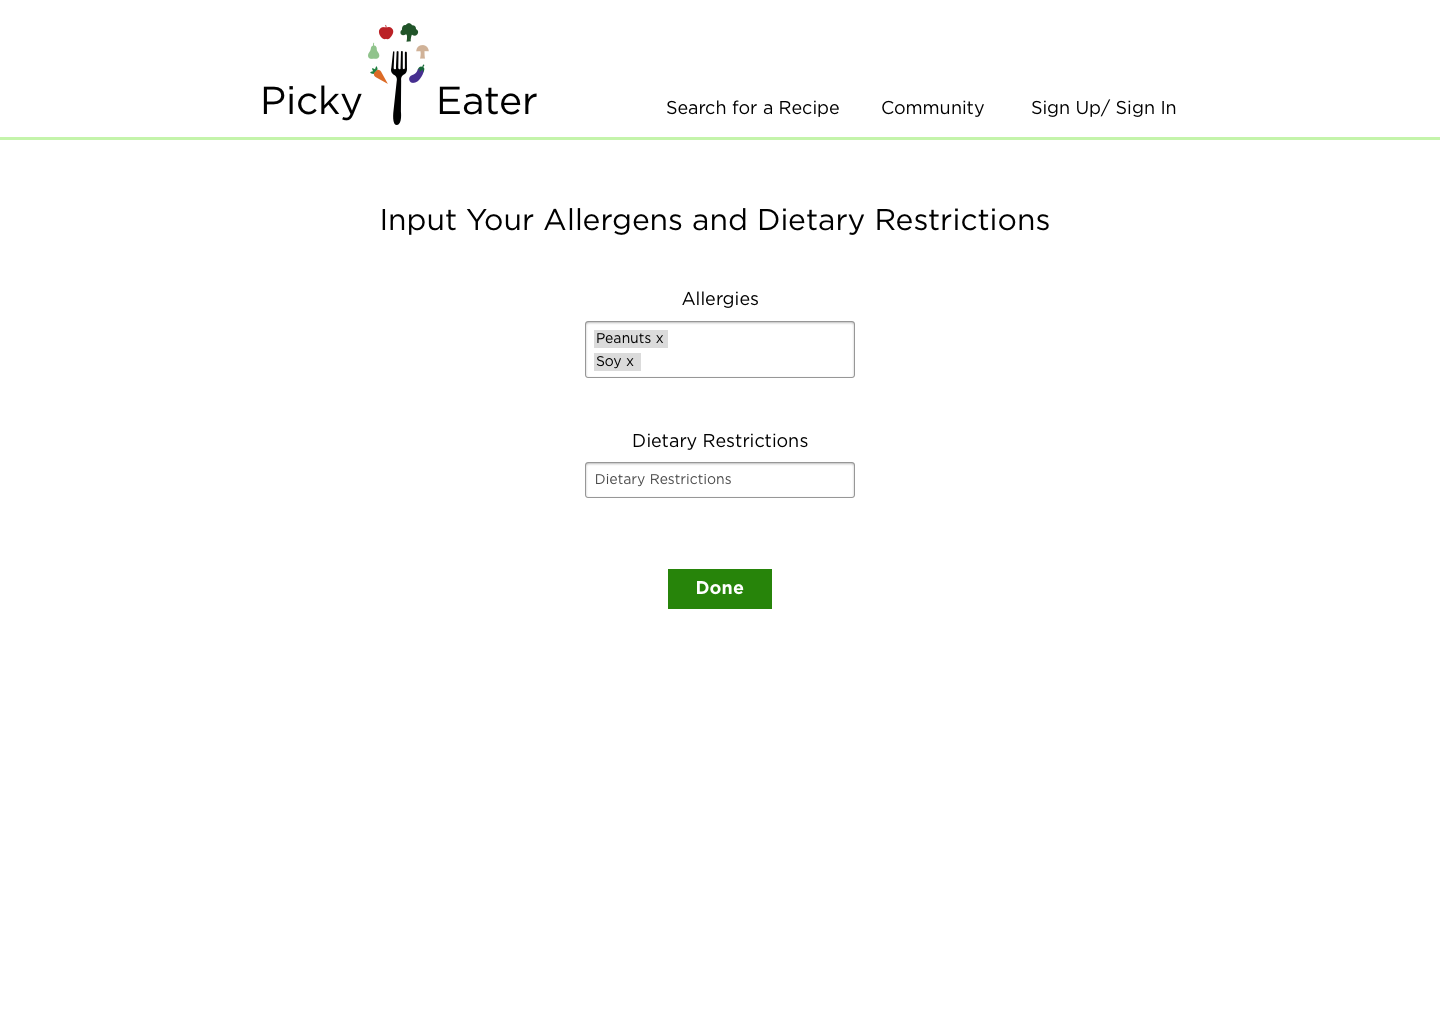 Picky Eater
Search for a Recipe Community Sign Up/ Sign In
Input Your Allergens and Dietary Restrictions
Allergies
Peanuts x
Soy x
Dietary Restrictions
Dietary Restrictions
Done